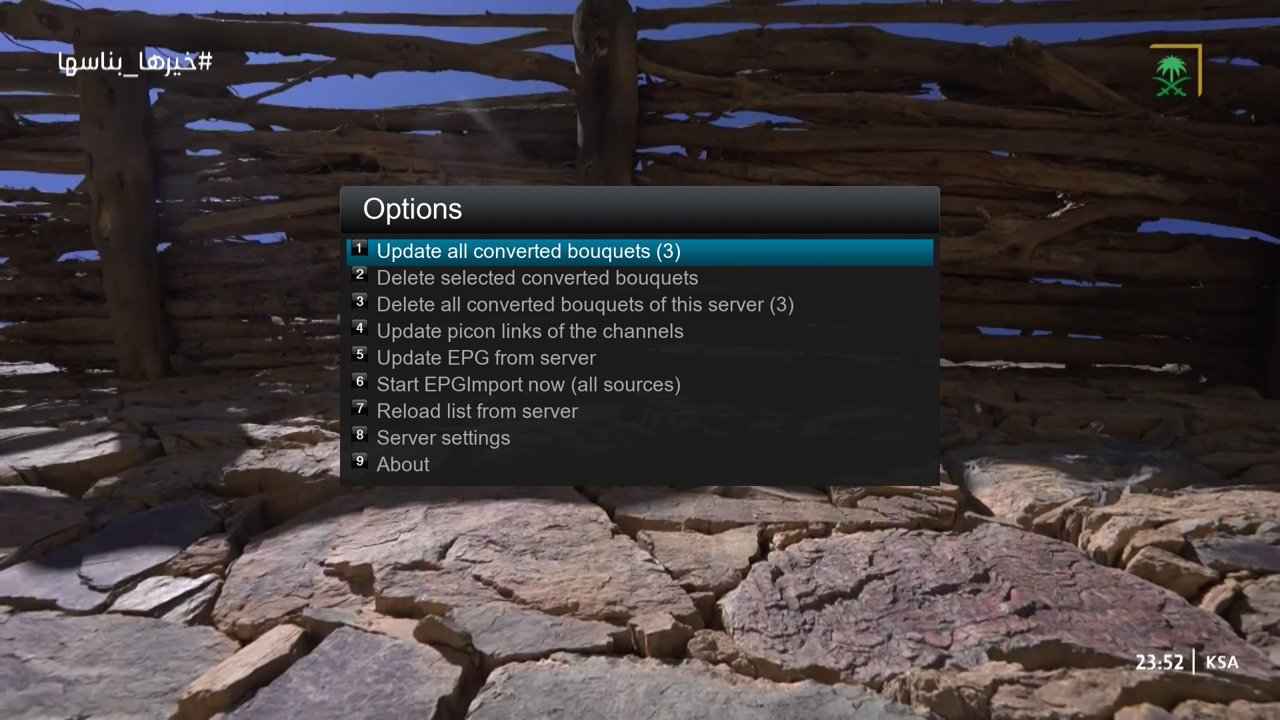 #خيرها_بناسها
Options
1 Update all converted bouquets (3)
2 Delete selected converted bouquets
3 Delete all converted bouquets of this server (3)
4 Update picon links of the channels
5 Update EPG from server
6 Start EPGImport now (all sources)
7 Reload list from server
8 Server settings
9 About
23:52 | KSA